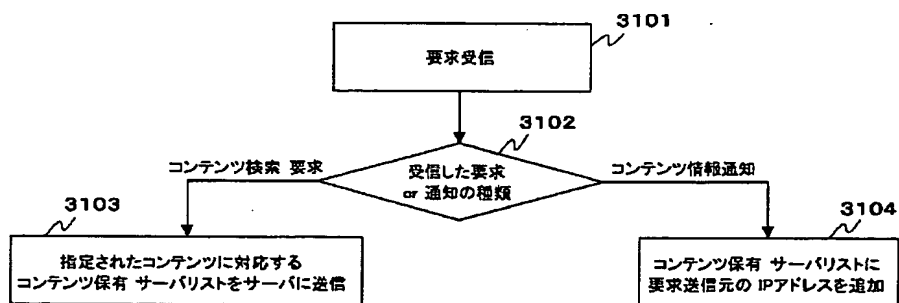 3101
要求受信
3102
コンテンツ検索 要求
受信した要求
or 通知の種類
コンテンツ情報通知
3103
指定されたコンテンツに対応する
コンテンツ保有 サーバリストをサーバに送信
3104
コンテンツ保有 サーバリストに
要求送信元の IPアドレスを追加